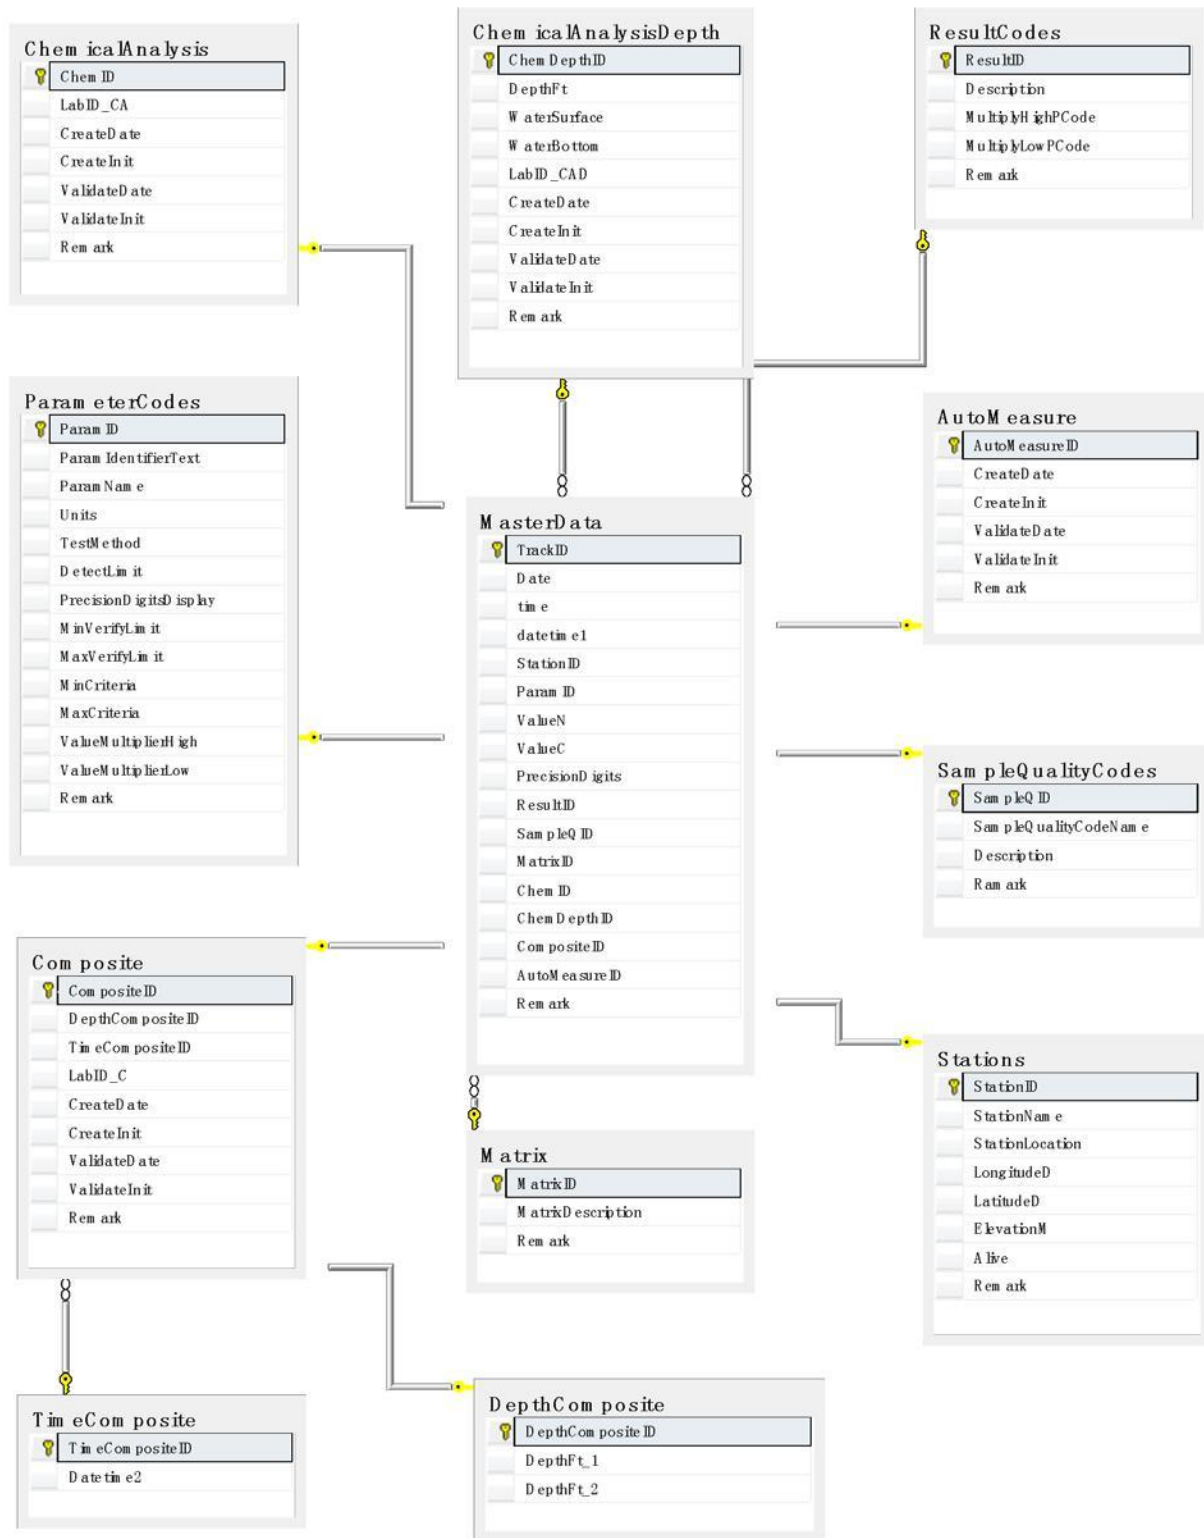 ChemicalAnalysis
ChemID
LabID_CA
CreateDate
CreateInit
ValidateDate
ValidateInit
Remark
ChemicalAnalysisDepth
ChemDepthID
DepthFt
WaterSurface
WaterBottom
LabID_CAD
CreateDate
CreateInit
ValidateDate
ValidateInit
Remark
ResultCodes
ResultID
Description
MultiplyHighPCode
MultiplyLowPCode
Remark
ParameterCodes
ParamID
ParamIdentifierText
ParamName
Units
TestMethod
DetectLimit
PrecisionDigitsDisplay
MinVerifyLimit
MaxVerifyLimit
MinCriteria
MaxCriteria
ValueMultiplierHigh
ValueMultiplierLow
Remark
MasterData
TrackID
Date
time
datetime1
StationID
ParamID
ValueN
ValueC
PrecisionDigits
ResultID
SampleQID
MatrixID
ChemID
ChemDepthID
CompositeID
AutoMeasureID
Remark
AutoMeasure
AutoMeasureID
CreateDate
CreateInit
ValidateDate
ValidateInit
Remark
SampleQualityCodes
SampleQID
SampleQualityCodeName
Description
Ramark
Composite
CompositeID
DepthCompositeID
TimeCompositeID
LabID_C
CreateDate
CreateInit
ValidateDate
ValidateInit
Remark
Matrix
MatrixID
MatrixDescription
Remark
Stations
StationID
StationName
StationLocation
LongitudeD
LatitudeD
ElevationM
Alive
Remark
TimeComposite
TimeCompositeID
Datetime2
DepthComposite
DepthCompositeID
DepthFt_1
DepthFt_2